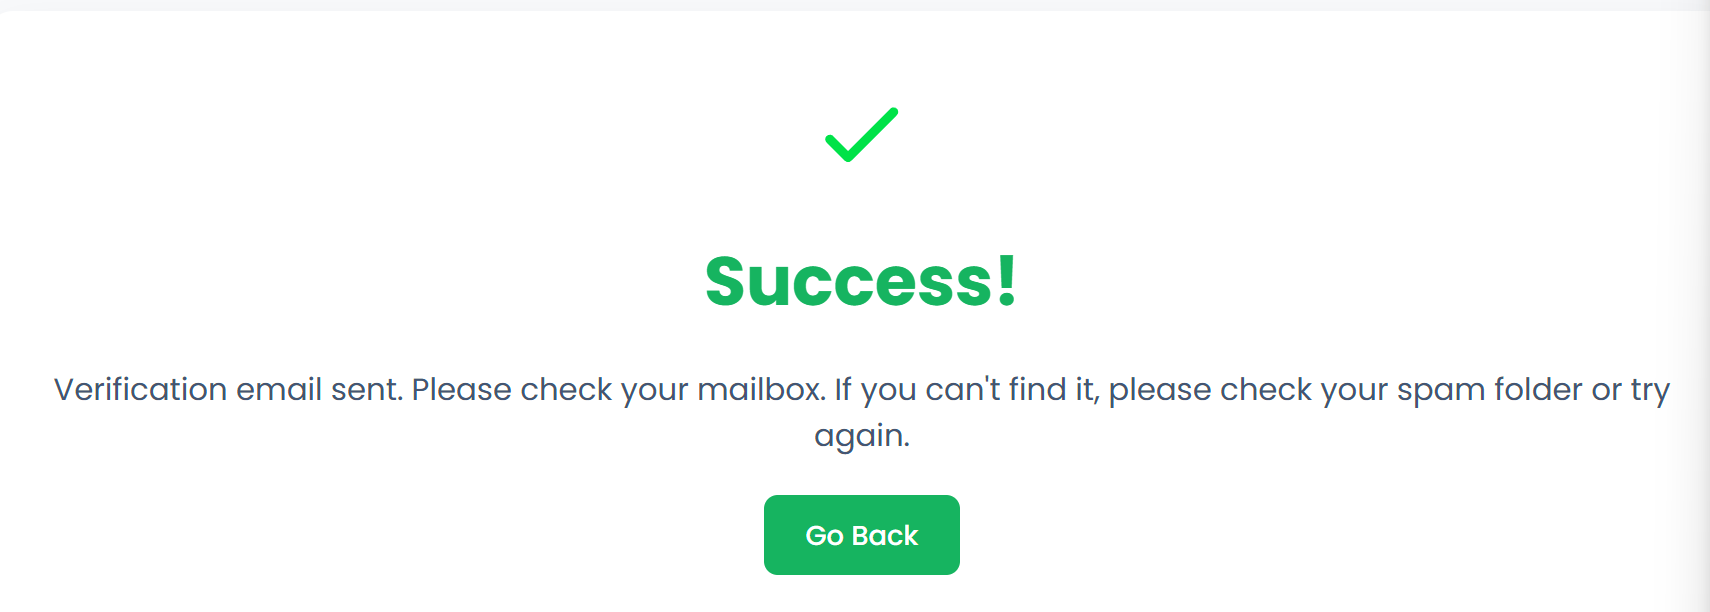 Success!
Verification email sent. Please check your mailbox. If you can't find it, please check your spam folder or try
again.
Go Back